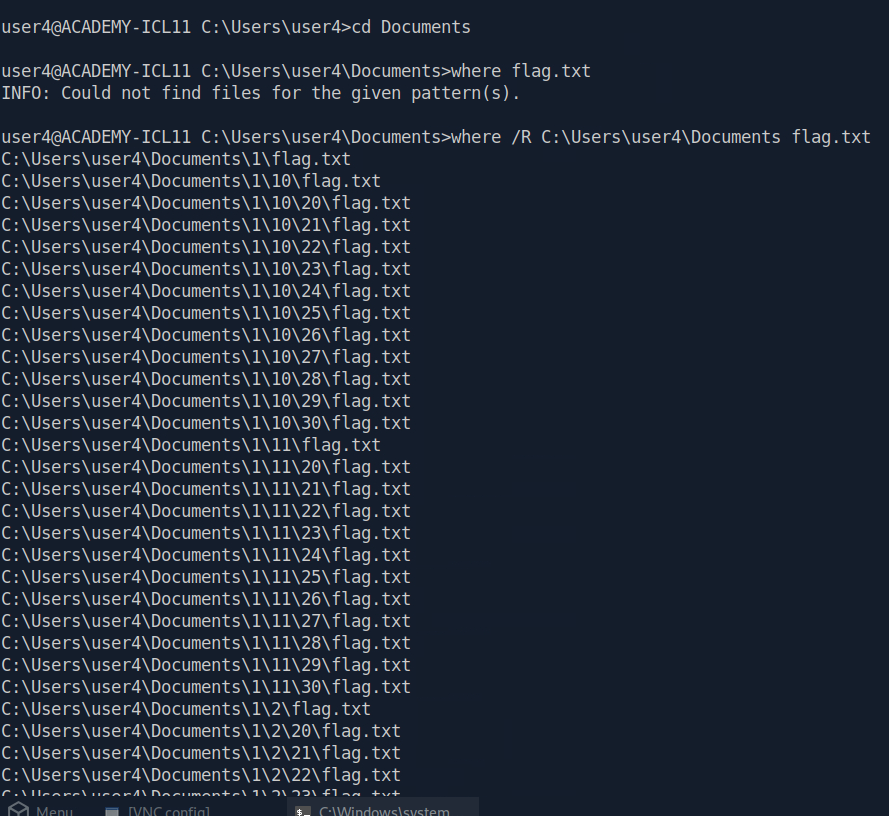 user4@ACADEMY-ICL11 C:\Users\user4>cd Documents
user4@ACADEMY-ICL11 C:\Users\user4\Documents>where flag.txt
INFO: Could not find files for the given pattern(s).
user4@ACADEMY-ICL11 C:\Users\user4\Documents>where /R C:\Users\user4\Documents flag.txt
C:\Users\user4\Documents\1\flag.txt
C:\Users\user4\Documents\1\10\flag.txt
C:\Users\user4\Documents\1\10\20\flag.txt
C:\Users\user4\Documents\1\10\21\flag.txt
C:\Users\user4\Documents\1\10\22\flag.txt
C:\Users\user4\Documents\1\10\23\flag.txt
C:\Users\user4\Documents\1\10\24\flag.txt
C:\Users\user4\Documents\1\10\25\flag.txt
C:\Users\user4\Documents\1\10\26\flag.txt
C:\Users\user4\Documents\1\10\27\flag.txt
C:\Users\user4\Documents\1\10\28\flag.txt
C:\Users\user4\Documents\1\10\29\flag.txt
C:\Users\user4\Documents\1\10\30\flag.txt
C:\Users\user4\Documents\1\11\flag.txt
C:\Users\user4\Documents\1\11\20\flag.txt
C:\Users\user4\Documents\1\11\21\flag.txt
C:\Users\user4\Documents\1\11\22\flag.txt
C:\Users\user4\Documents\1\11\23\flag.txt
C:\Users\user4\Documents\1\11\24\flag.txt
C:\Users\user4\Documents\1\11\25\flag.txt
C:\Users\user4\Documents\1\11\26\flag.txt
C:\Users\user4\Documents\1\11\27\flag.txt
C:\Users\user4\Documents\1\11\28\flag.txt
C:\Users\user4\Documents\1\11\29\flag.txt
C:\Users\user4\Documents\1\11\30\flag.txt
C:\Users\user4\Documents\1\2\flag.txt
C:\Users\user4\Documents\1\2\20\flag.txt
C:\Users\user4\Documents\1\2\21\flag.txt
C:\Users\user4\Documents\1\2\22\flag.txt
C:\Users\user4\Documents\1\2\23\flag.txt
Menu [VNC config] C:\Windows\system